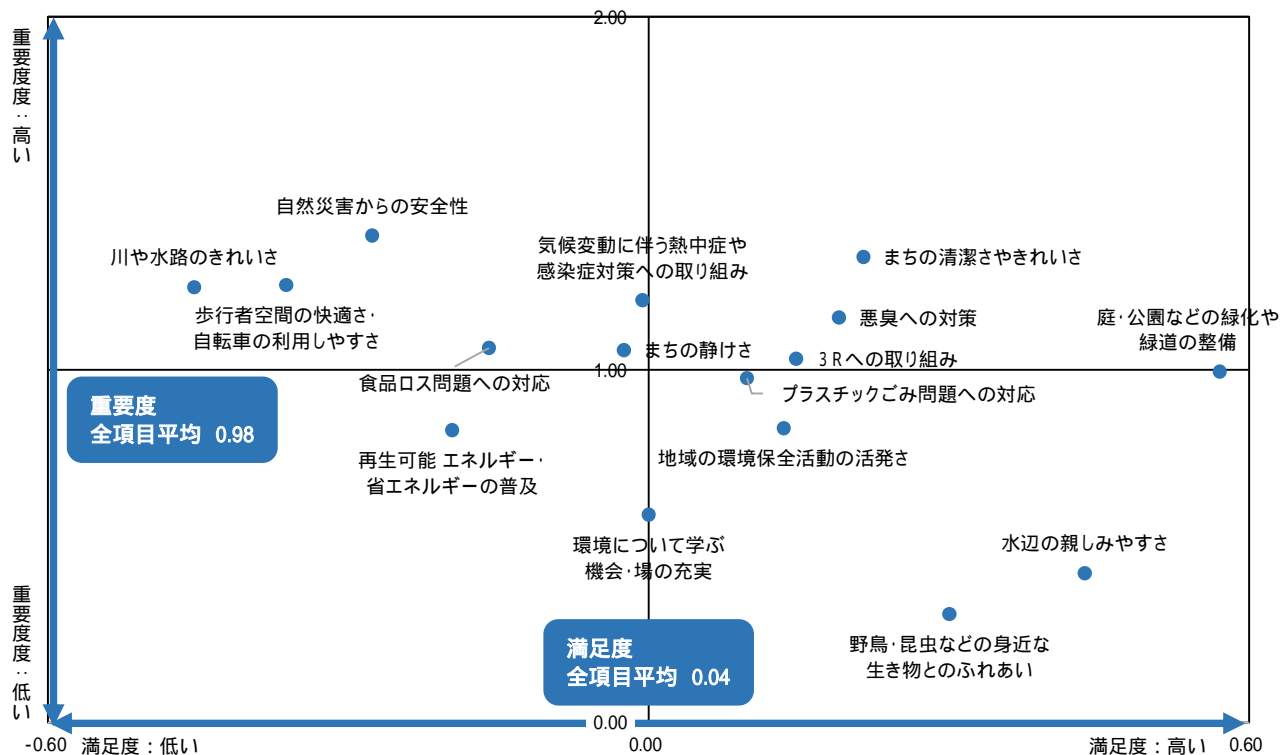 2.00
重要度度：高い
自然災害からの安全性
気候変動に伴う熱中症や
感染症対策への取り組み
川や水路のきれいさ
まちの清潔さやきれいさ
歩行者空間の快適さ・
自転車の利用しやすさ
悪臭への対策
庭・公園などの緑化や
緑道の整備
まちの静けさ
3Rへの取り組み
1.00
食品ロス問題への対応
プラスチックごみ問題への対応
重要度
全項目平均 0.98
再生可能 エネルギー・
省エネルギーの普及
地域の環境保全活動の活発さ
環境について学ぶ
機会・場の充実
水辺の親しみやすさ
重要度度：低い
満足度
全項目平均 0.04
野鳥・昆虫などの身近な
生き物とのふれあい
0.00
-0.60 満足度：低い 0.00 満足度：高い 0.60